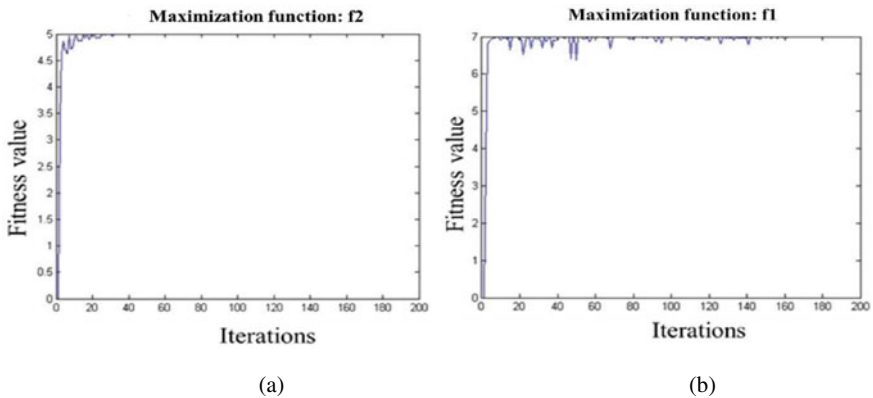 Maximization function: f2
5
4.5
4
3.5
3
2.5
2
1.5
1
0.5
0
Fitness value
0 20 40 60 80 100 120 140 160 180 200
Iterations
(a)
Maximization function: f1
7
6
5
4
3
2
1
0
Fitness value
0 20 40 60 80 100 120 140 160 180 200
Iterations
(b)